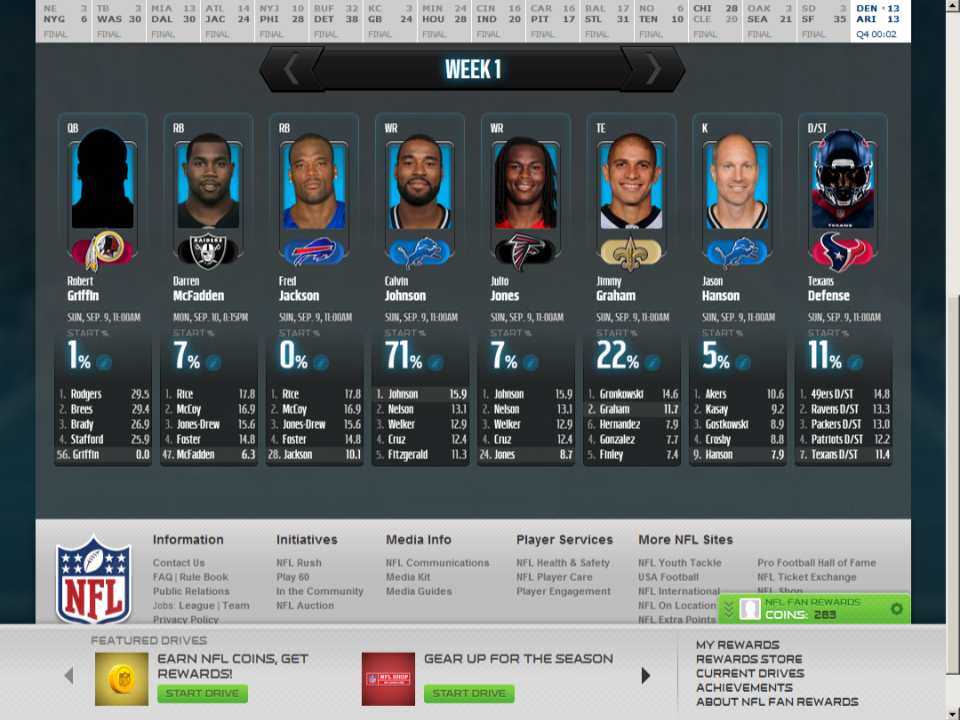 NE 3 TB 3 MIA 13 ATL 14 NYJ 10 BUF 32 KC 3 MIN 24 CIN 16 CAR 16 BAL 17 NO 6 CHI 28 OAK 3 SD 3 DEN 13
NYG 6 WAS 30 DAL 30 JAC 24 PHI 28 DET 38 GB 24 HOU 28 IND 20 PIT 17 STL 31 TEN 10 CLE 20 SEA 21 SF 35 ARI 13
FINAL FINAL FINAL FINAL FINAL FINAL FINAL FINAL FINAL FINAL FINAL FINAL FINAL FINAL FINAL Q4 00:02
WEEK 1
QB RB RB WR WR TE K D/ST
RAIDERS
TEXANS
Robert Darren Fred Calvin Julio Jimmy Jason Texans
Griffin McFadden Jackson Johnson Jones Graham Hanson Defense
SUN, SEP. 9, 11:00AM MON, SEP. 10, 8:15PM SUN, SEP. 9, 11:00AM SUN, SEP. 9, 11:00AM SUN, SEP. 9, 11:00AM SUN, SEP. 9, 11:00AM SUN, SEP. 9, 11:00AM SUN, SEP. 9, 11:00AM
START % START % START % START % START % START % START % START %
1% 7% 0% 71% 7% 22% 5% 11%
1. Rodgers 29.5 1. Rice 17.8 1. Rice 17.8 1. Johnson 15.9 1. Johnson 15.9 1. Gronkowski 14.6 1. Akers 10.6 1. 49ers D/ST 14.8
2. Brees 29.4 2. McCoy 16.9 2. McCoy 16.9 2. Nelson 13.1 2. Nelson 13.1 2. Graham 11.7 2. Kasay 9.2 2. Ravens D/ST 13.3
3. Brady 26.9 3. Jones-Drew 15.6 3. Jones-Drew 15.6 3. Welker 12.9 3. Welker 12.9 6. Hernandez 7.9 3. Gostkowski 8.9 3. Packers D/ST 13.0
4. Stafford 25.9 4. Foster 14.8 4. Foster 14.8 4. Cruz 12.4 4. Cruz 12.4 4. Gonzalez 7.7 4. Crosby 8.8 4. Patriots D/ST 12.2
56. Griffin 0.0 47. McFadden 6.3 28. Jackson 10.1 5. Fitzgerald 11.3 24. Jones 8.7 5. Finley 7.4 9. Hanson 7.9 7. Texans D/ST 11.4
NFL
Information Initiatives Media Info Player Services More NFL Sites
Contact Us NFL Rush NFL Communications NFL Health & Safety NFL Youth Tackle Pro Football Hall of Fame
FAQ | Rule Book Play 60 Media Kit NFL Player Care USA Football NFL Ticket Exchange
Public Relations In the Community Media Guides Player Engagement NFL International NFL Shop
Jobs: League | Team NFL Auction NFL On Location
Privacy Policy NFL Extra Points
NFL FAN REWARDS
COINS: 283
FEATURED DRIVES
EARN NFL COINS, GET
REWARDS!
START DRIVE
NFL SHOP
GEAR UP FOR THE SEASON
START DRIVE
MY REWARDS
REWARDS STORE
CURRENT DRIVES
ACHIEVEMENTS
ABOUT NFL FAN REWARDS